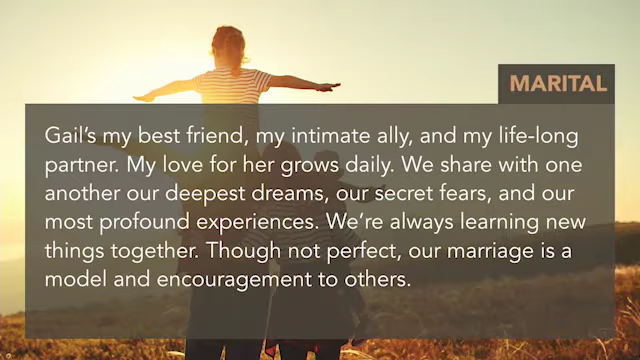 MARITAL
Gail's my best friend, my intimate ally, and my life-long
partner. My love for her grows daily. We share with one
another our deepest dreams, our secret fears, and our
most profound experiences. We're always learning new
things together. Though not perfect, our marriage is a
model and encouragement to others.